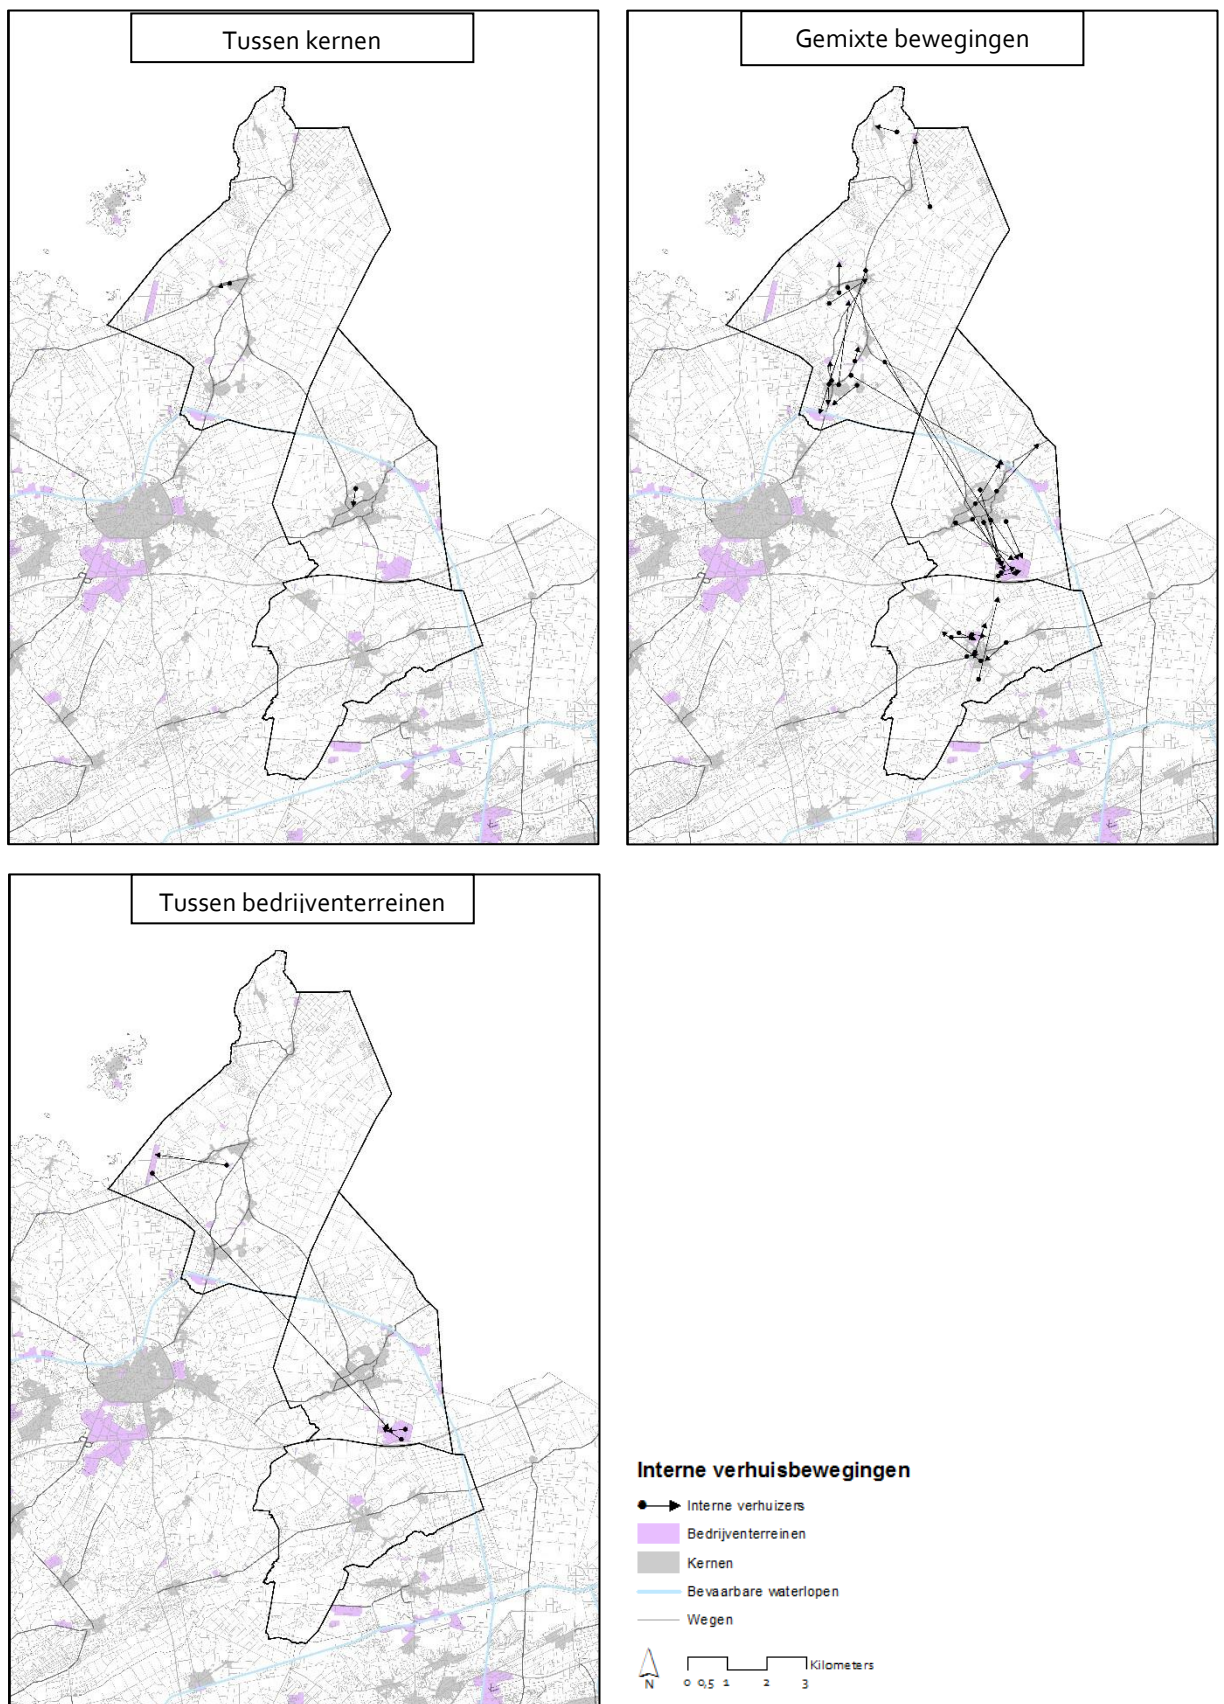 Tussen kernen
Gemixte bewegingen
Tussen bedrijventerreinen
Interne verhuisbewegingen
Interne verhuizers
Bedrijventerreinen
Kernen
Bevaarbare waterlopen
Wegen
N
Kilometers
0 0,5 1 2 3